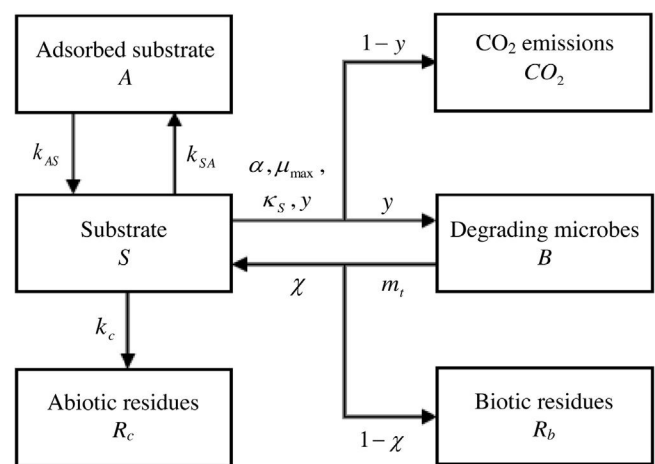 Adsorbed substrate
A
CO₂ emissions
CO₂
1 − y
k_AS
k_SA
α, μ_max,
κ_S, y
y
Substrate
S
Degrading microbes
B
χ
m_t
k_c
Abiotic residues
R_c
Biotic residues
R_b
1 − χ